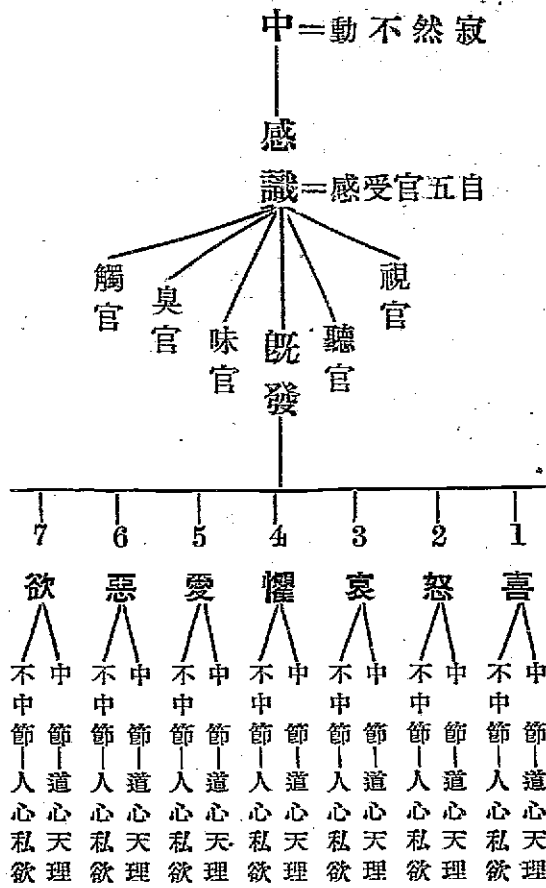 中=寂然不動
感
識=自五官受感
視官
聽官
既發
味官
臭官
觸官
1 2 3 4 5 6 7
喜 怒 哀 懼 愛 惡 欲
中節—道心天理
不中節—人心私欲
中節—道心天理
不中節—人心私欲
中節—道心天理
不中節—人心私欲
中節—道心天理
不中節—人心私欲
中節—道心天理
不中節—人心私欲
中節—道心天理
不中節—人心私欲
中節—道心天理
不中節—人心私欲